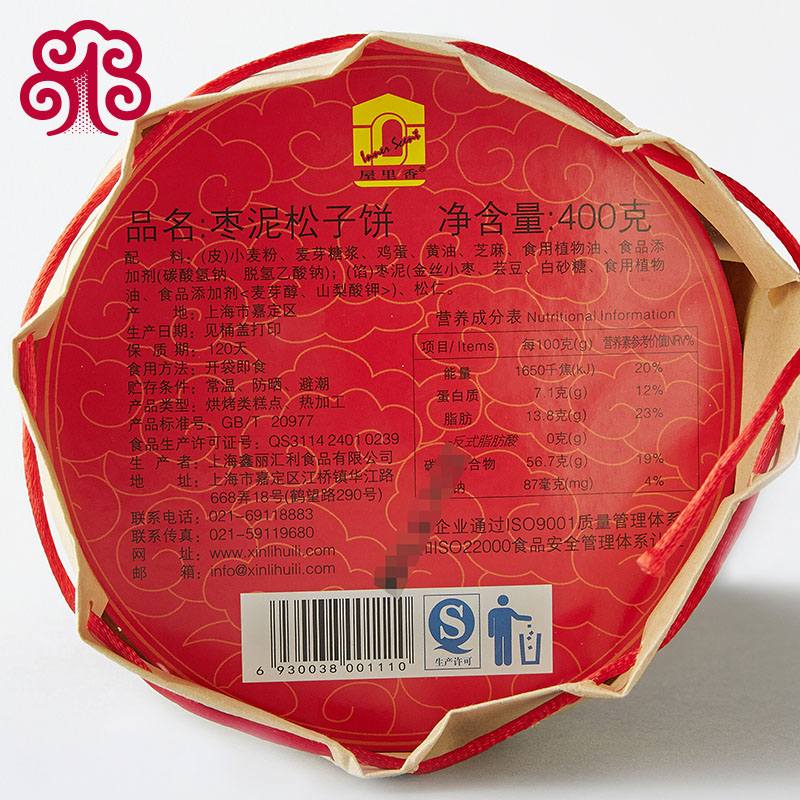 Inner Scent
屋里香®
品名:枣泥松子饼 净含量:400克
配 料: (皮)小麦粉、麦芽糖浆、鸡蛋、黄油、芝麻、食用植物油、食品添
加剂(碳酸氢钠、脱氢乙酸钠); (馅)枣泥(金丝小枣、芸豆、白砂糖、食用植物
油、食品添加剂<麦芽醇、山梨酸钾>)、松仁。
产 地: 上海市嘉定区
生产日期: 见桶盖打印
保 质 期: 120天
食用方法: 开袋即食
贮存条件: 常温、防晒、避潮
产品类型: 烘烤类糕点、热加工
产品标准号: GB/T 20977
食品生产许可证号: QS3114 2401 0239
生 产 者: 上海鑫丽汇利食品有限公司
地 址: 上海市嘉定区江桥镇华江路
668弄18号(鹤望路290号)
联系电话: 021-69118883
联系传真: 021-59119680
网 址: www.xinlihuili.com
邮 箱: info@xinlihuili.com
营养成分表 Nutritional Information
项目/Items 每100克(g) 营养素参考价值NRV%
能量 1650千焦(kJ) 20%
蛋白质 7.1克(g) 12%
脂肪 13.8克(g) 23%
-反式脂肪酸 0克(g)
碳 合物 56.7克(g) 19%
钠 87毫克(mg) 4%
企业通过ISO9001质量管理体系
和ISO22000食品安全管理体系认
6 930038 001110
生产许可